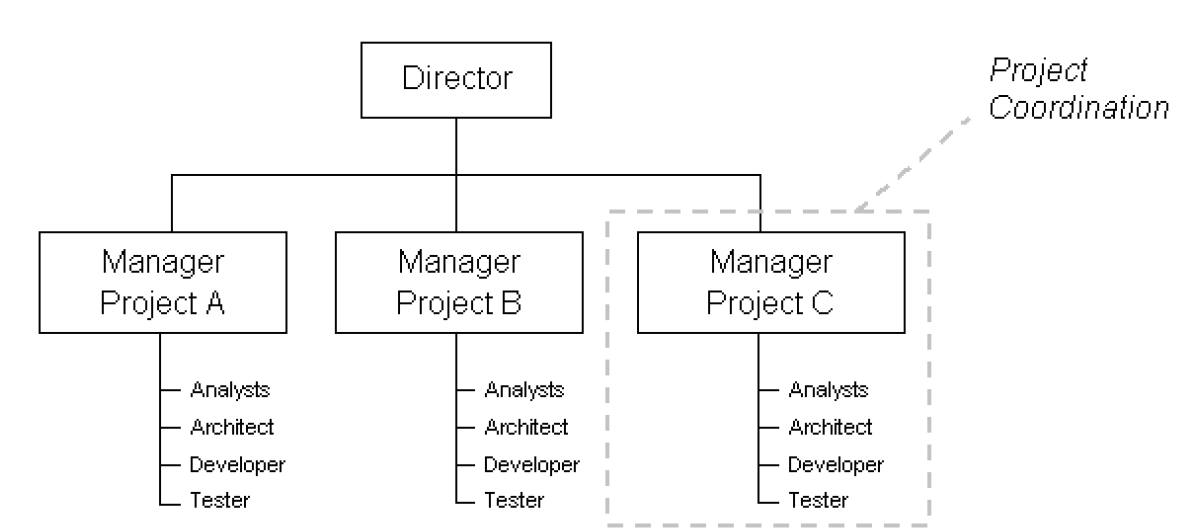 Director
Project
Coordination
Manager
Project A
Manager
Project B
Manager
Project C
Analysts
Architect
Developer
Tester
Analysts
Architect
Developer
Tester
Analysts
Architect
Developer
Tester